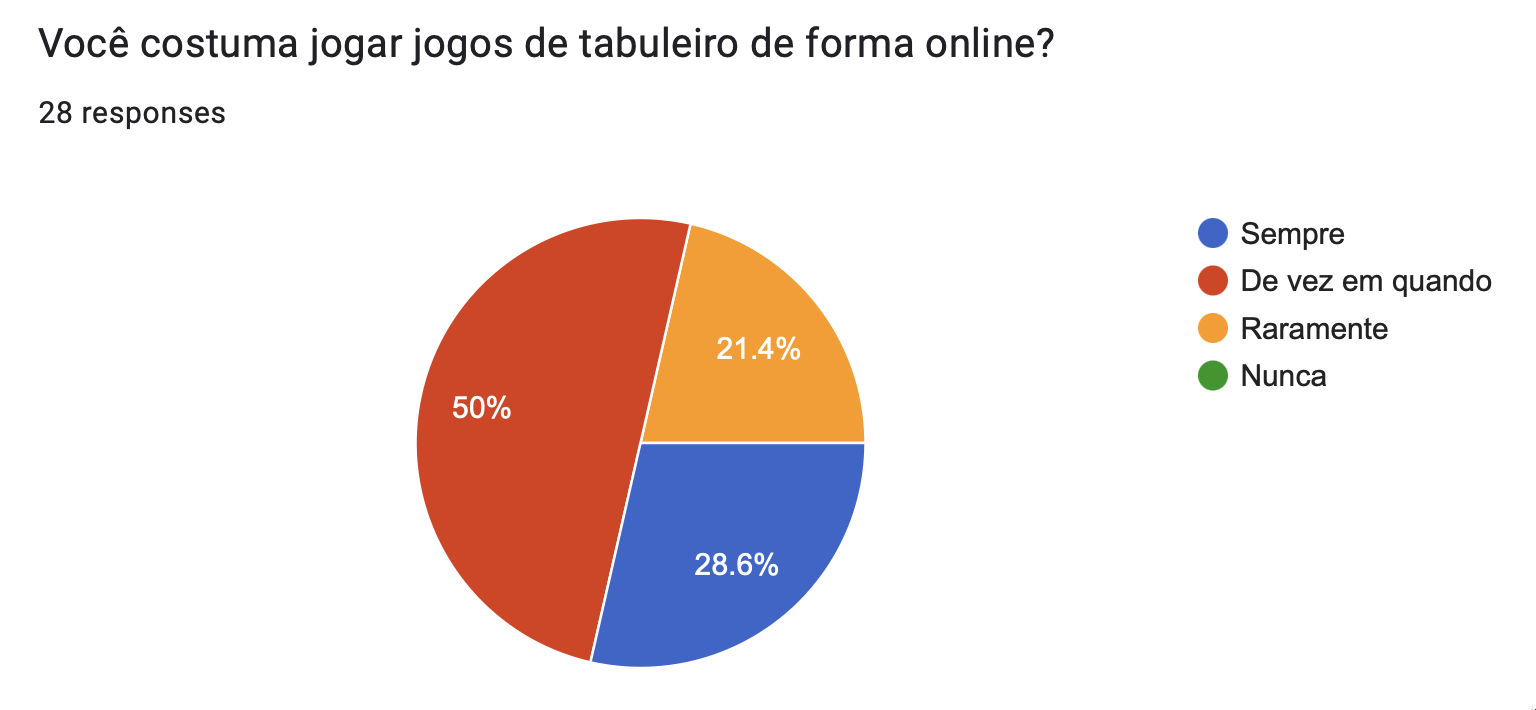 Você costuma jogar jogos de tabuleiro de forma online?
28 responses
Sempre
De vez em quando
Raramente
Nunca
21.4%
50%
28.6%